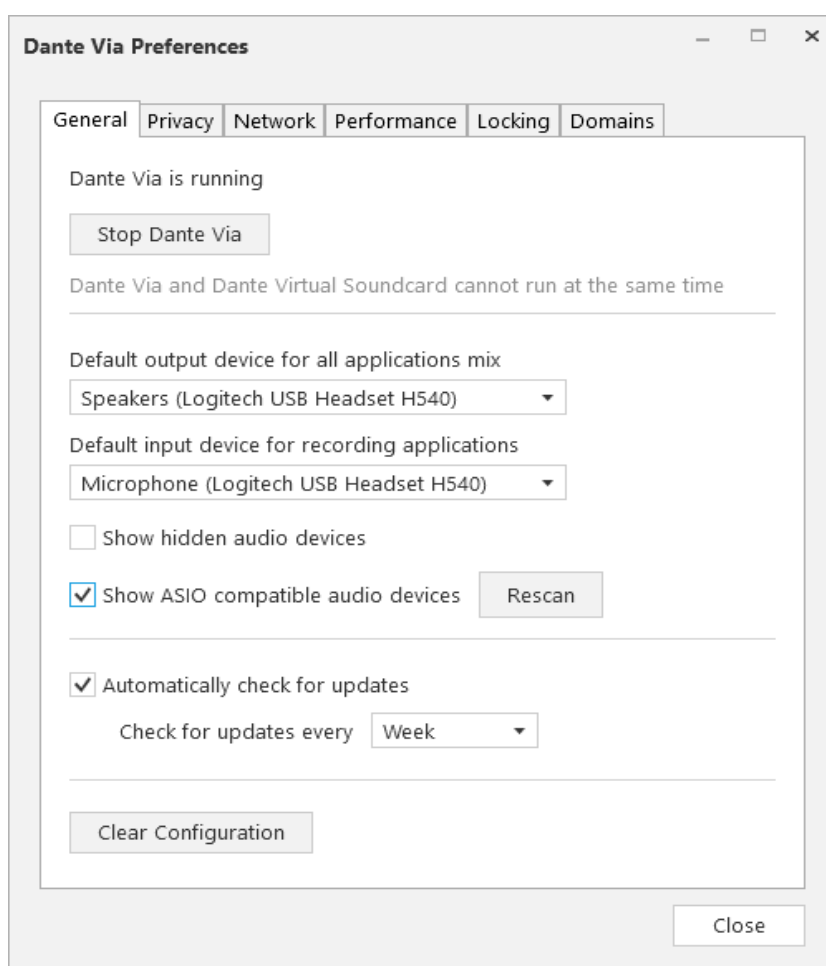 Dante Via Preferences
General Privacy Network Performance Locking Domains
Dante Via is running
Stop Dante Via
Dante Via and Dante Virtual Soundcard cannot run at the same time
Default output device for all applications mix
Speakers (Logitech USB Headset H540)
Default input device for recording applications
Microphone (Logitech USB Headset H540)
Show hidden audio devices
Show ASIO compatible audio devices Rescan
Automatically check for updates
Check for updates every Week
Clear Configuration
Close